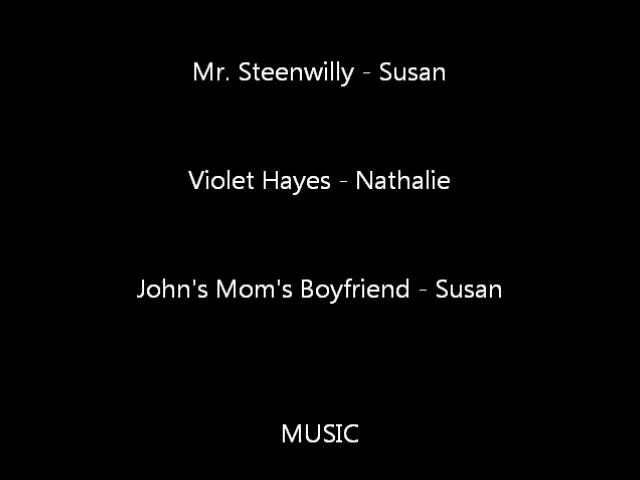 Mr. Steenwilly - Susan
Violet Hayes - Nathalie
John's Mom's Boyfriend - Susan
MUSIC